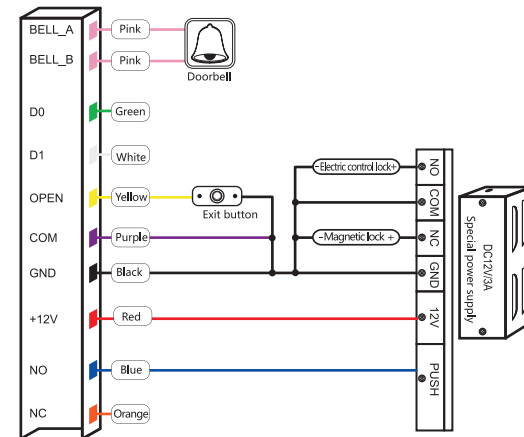 BELL_A
Pink
BELL_B
Pink
Doorbell
D0
Green
D1
White
OPEN
Yellow
Exit button
COM
Purple
GND
Black
+12V
Red
NO
Blue
NC
Orange
-Electric control lock+
-Magnetic lock +
NO
COM
NC
GND
12V
PUSH
DC12V/3A
Special power supply